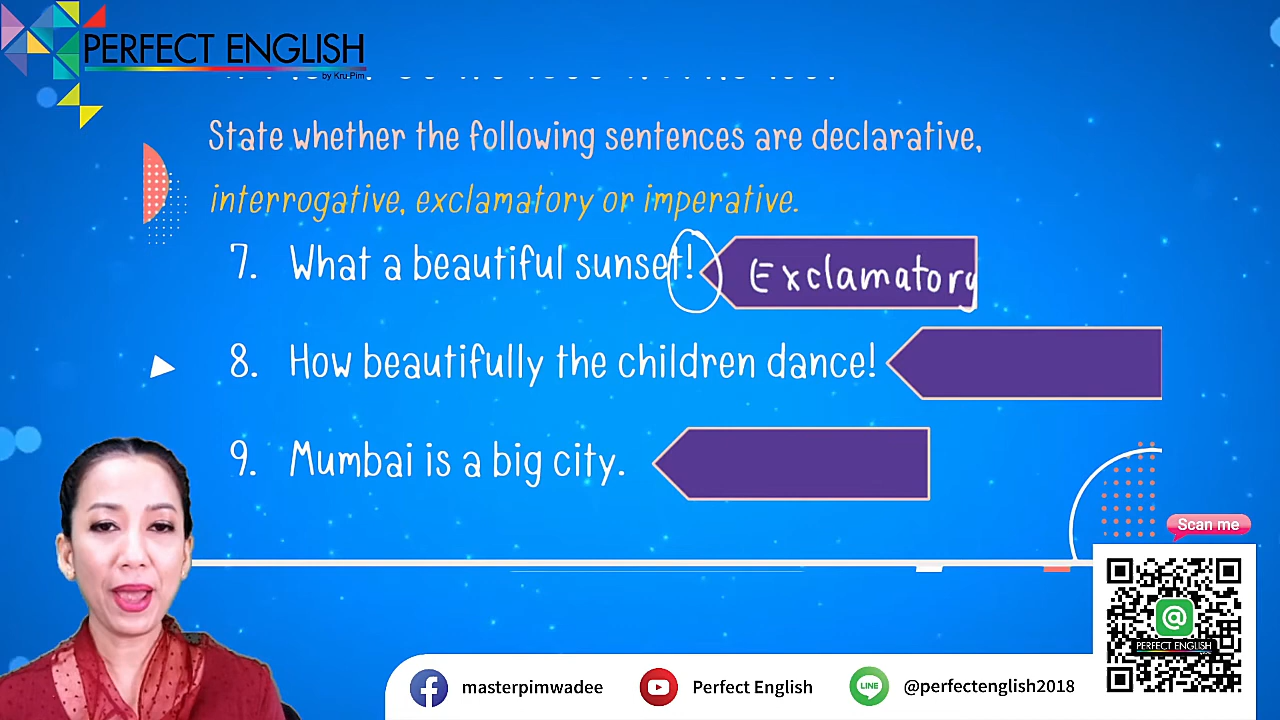 PERFECT ENGLISH
by Kru Pim
State whether the following sentences are declarative,
interrogative, exclamatory or imperative.
7. What a beautiful sunset! Exclamatory
8. How beautifully the children dance!
9. Mumbai is a big city.
Scan me
PERFECT ENGLISH
masterpimwadee Perfect English LINE @perfectenglish2018